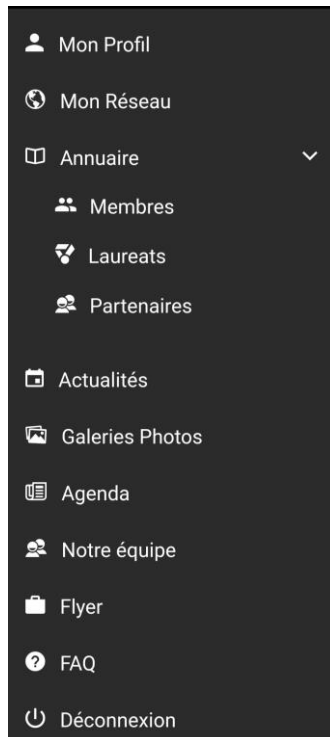 Mon Profil
Mon Réseau
Annuaire
Membres
Laureats
Partenaires
Actualités
Galeries Photos
Agenda
Notre équipe
Flyer
FAQ
Déconnexion